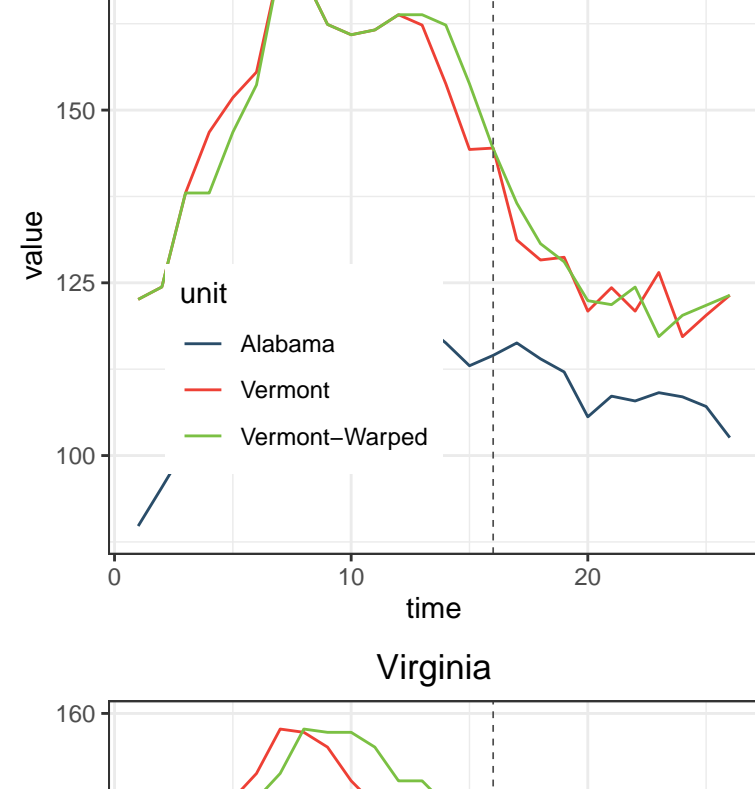 150
value
125
unit
Alabama
Vermont
Vermont−Warped
100
0 10 20
time
Virginia
160